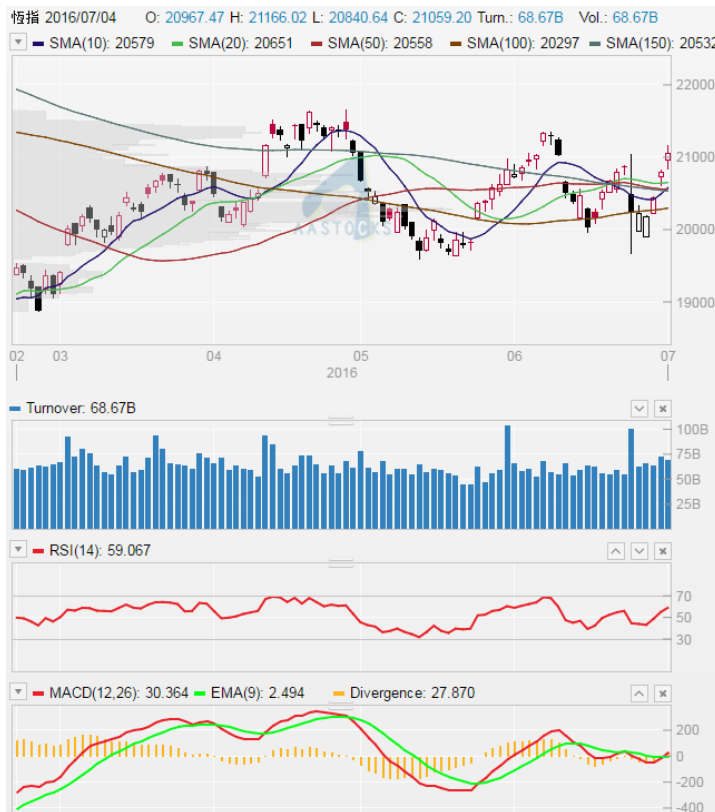 恆指 2016/07/04 O: 20967.47 H: 21166.02 L: 20840.64 C: 21059.20 Turn.: 68.67B Vol.: 68.67B
SMA(10): 20579 SMA(20): 20651 SMA(50): 20558 SMA(100): 20297 SMA(150): 20532
22000
21000
AASTOCKS
20000
19000
02 03 04 05 06 07
2016
Turnover: 68.67B
100B
75B
50B
25B
RSI(14): 59.067
70
50
30
MACD(12,26): 30.364 EMA(9): 2.494 Divergence: 27.870
200
0
-200
-400